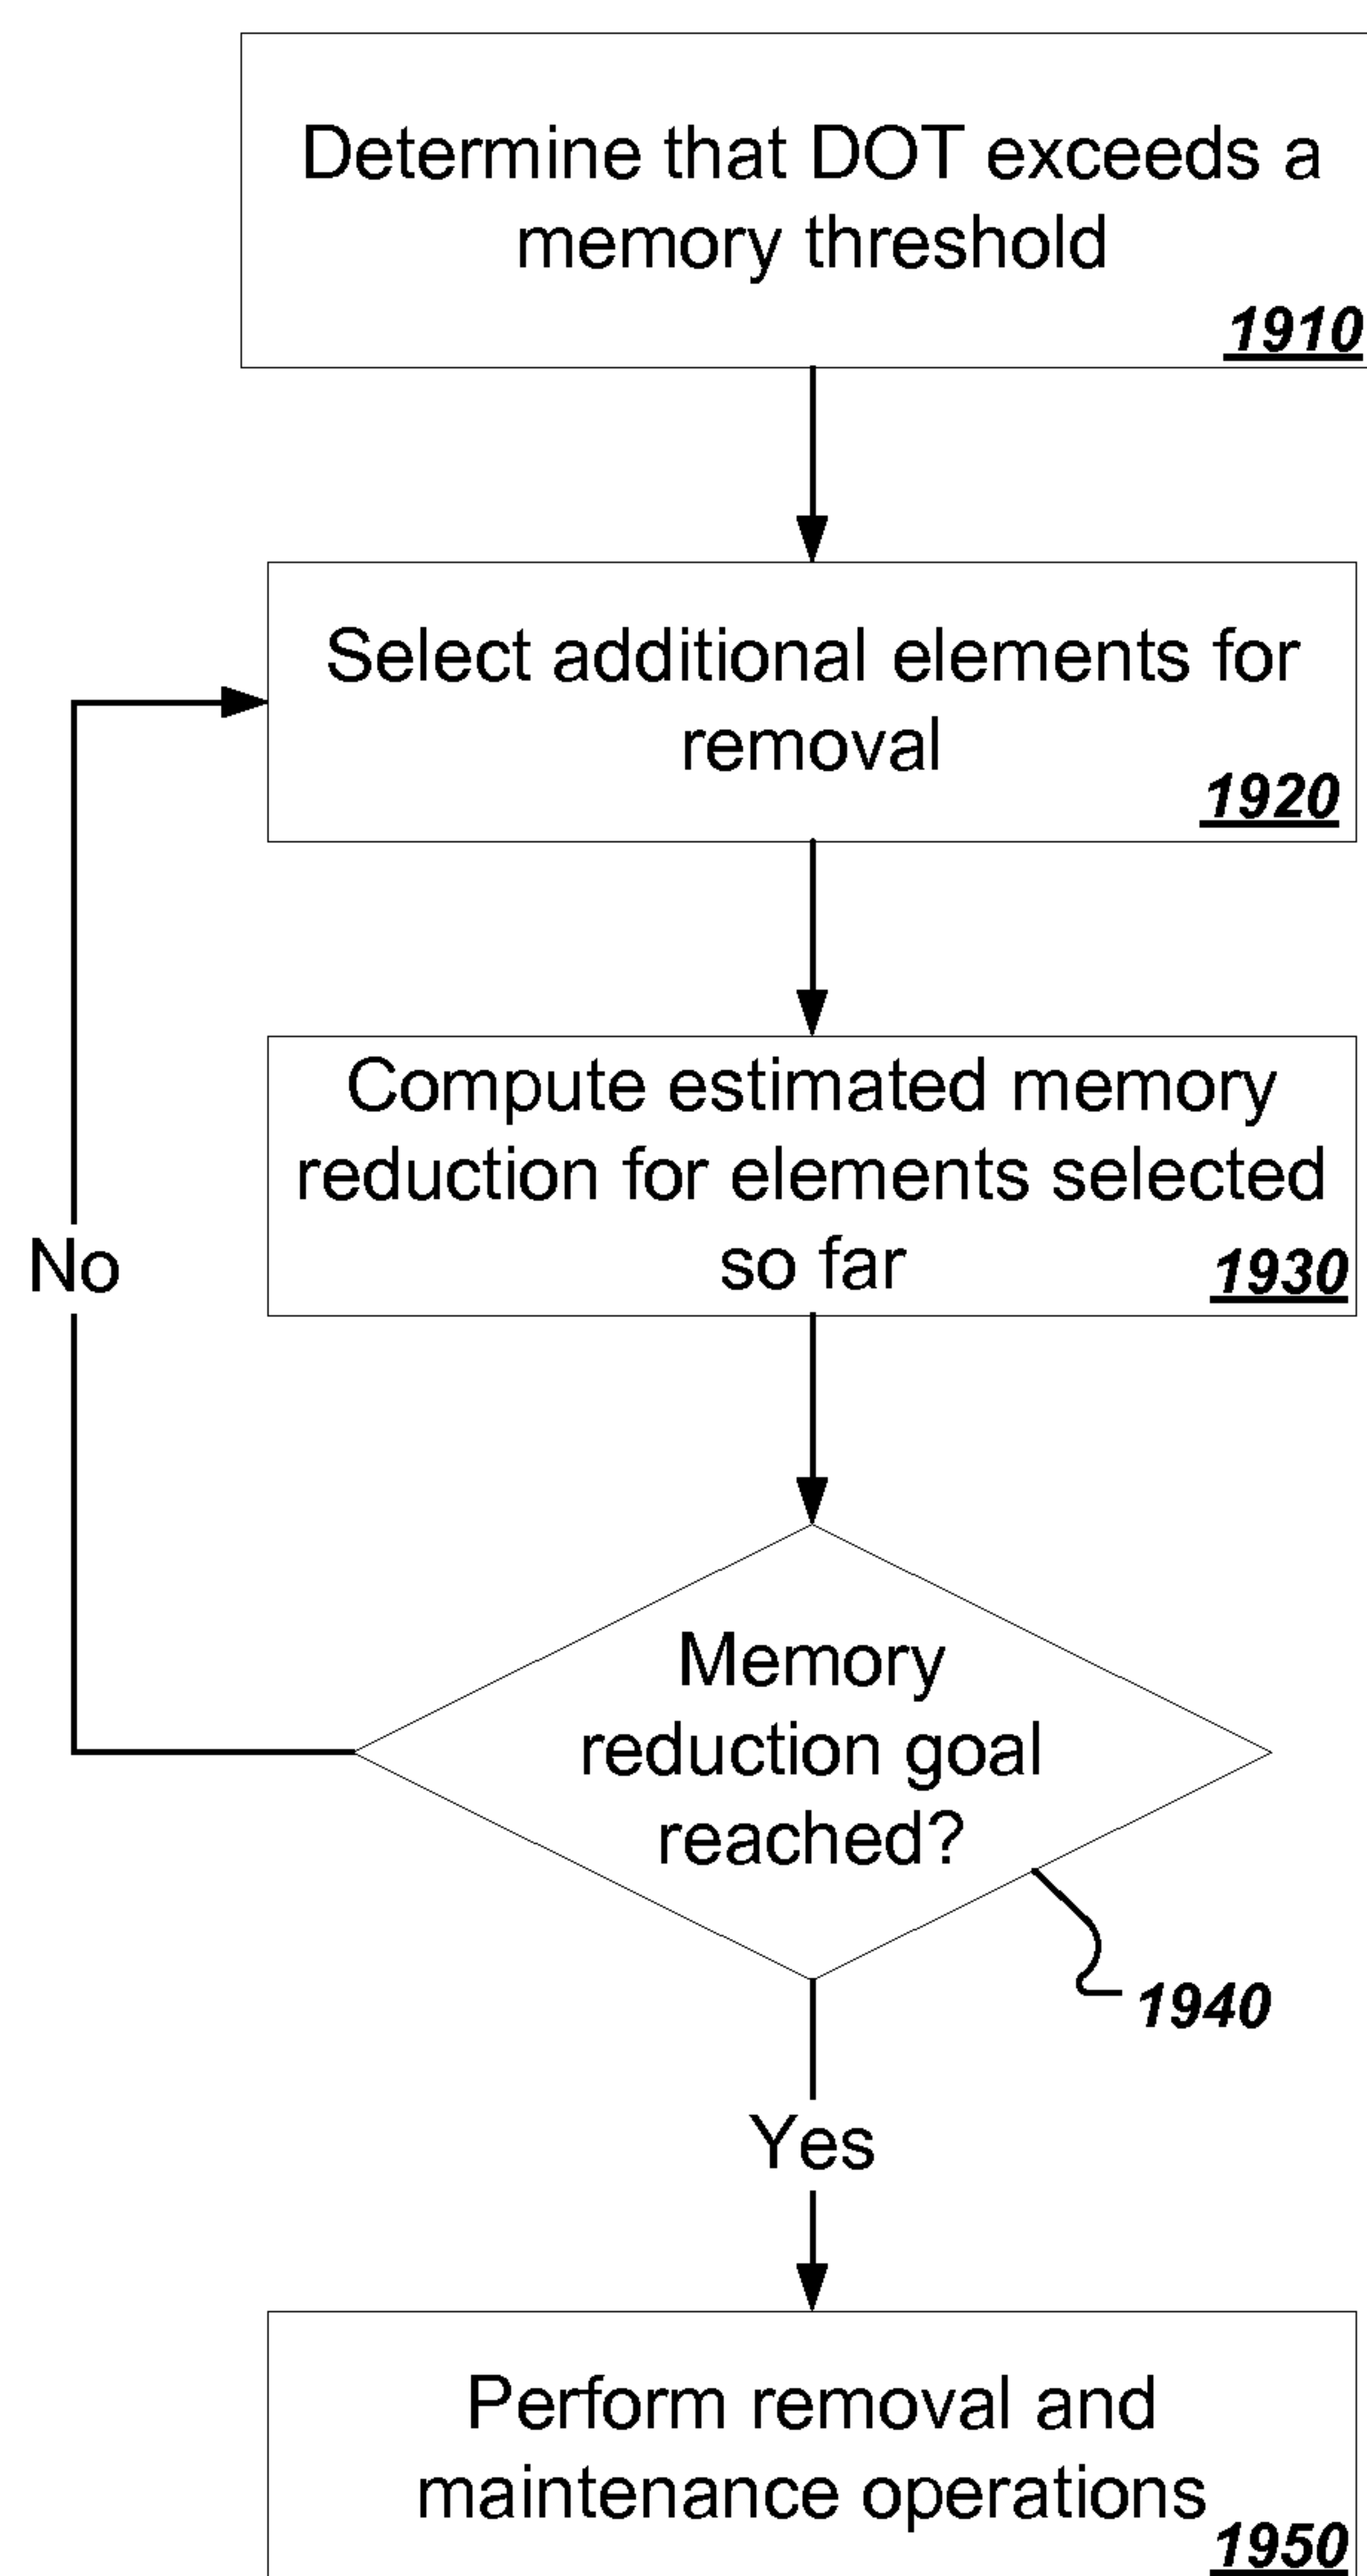 Determine that DOT exceeds a
memory threshold
1910
Select additional elements for
removal
1920
Compute estimated memory
reduction for elements selected
so far
1930
No
Memory
reduction goal
reached?
1940
Yes
Perform removal and
maintenance operations
1950